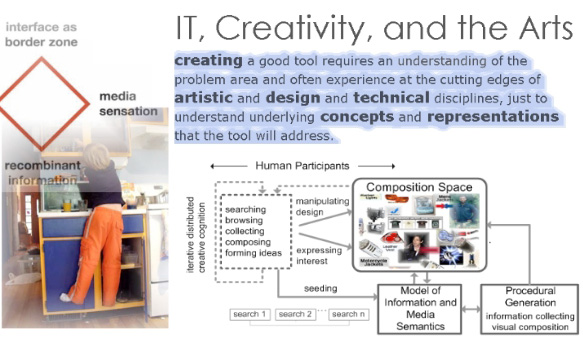 interface as
border zone
media
sensation
recombinant
information
IT, Creativity, and the Arts
creating a good tool requires an understanding of the
problem area and often experience at the cutting edges of
artistic and design and technical disciplines, just to
understand underlying concepts and representations
that the tool will address.
Human Participants
iterative distributed
creative cognition
searching
browsing
collecting
composing
forming ideas
manipulating
design
expressing
interest
Composition Space
seeding
search 1
search 2
...
search n
Model of
Information and
Media
Semantics
Procedural
Generation
information collecting
visual composition